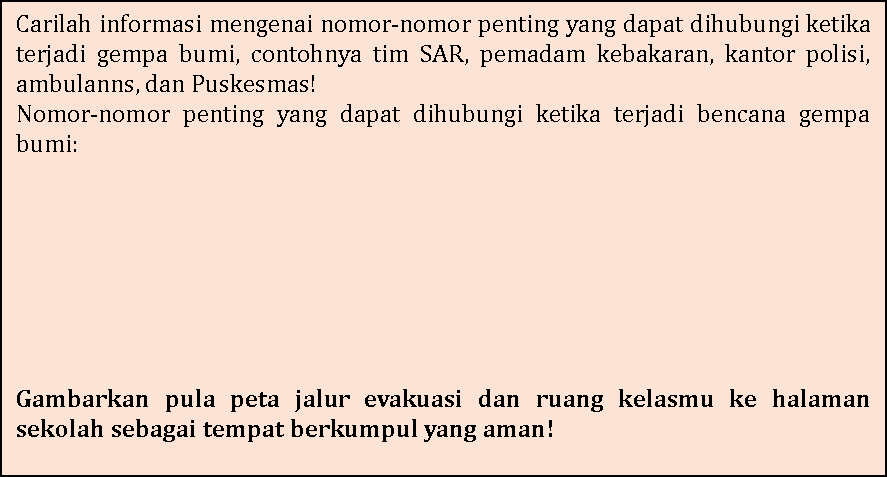 Carilah informasi mengenai nomor-nomor penting yang dapat dihubungi ketika
terjadi gempa bumi, contohnya tim SAR, pemadam kebakaran, kantor polisi,
ambulanns, dan Puskesmas!
Nomor-nomor penting yang dapat dihubungi ketika terjadi bencana gempa
bumi:
Gambarkan pula peta jalur evakuasi dan ruang kelasmu ke halaman
sekolah sebagai tempat berkumpul yang aman!